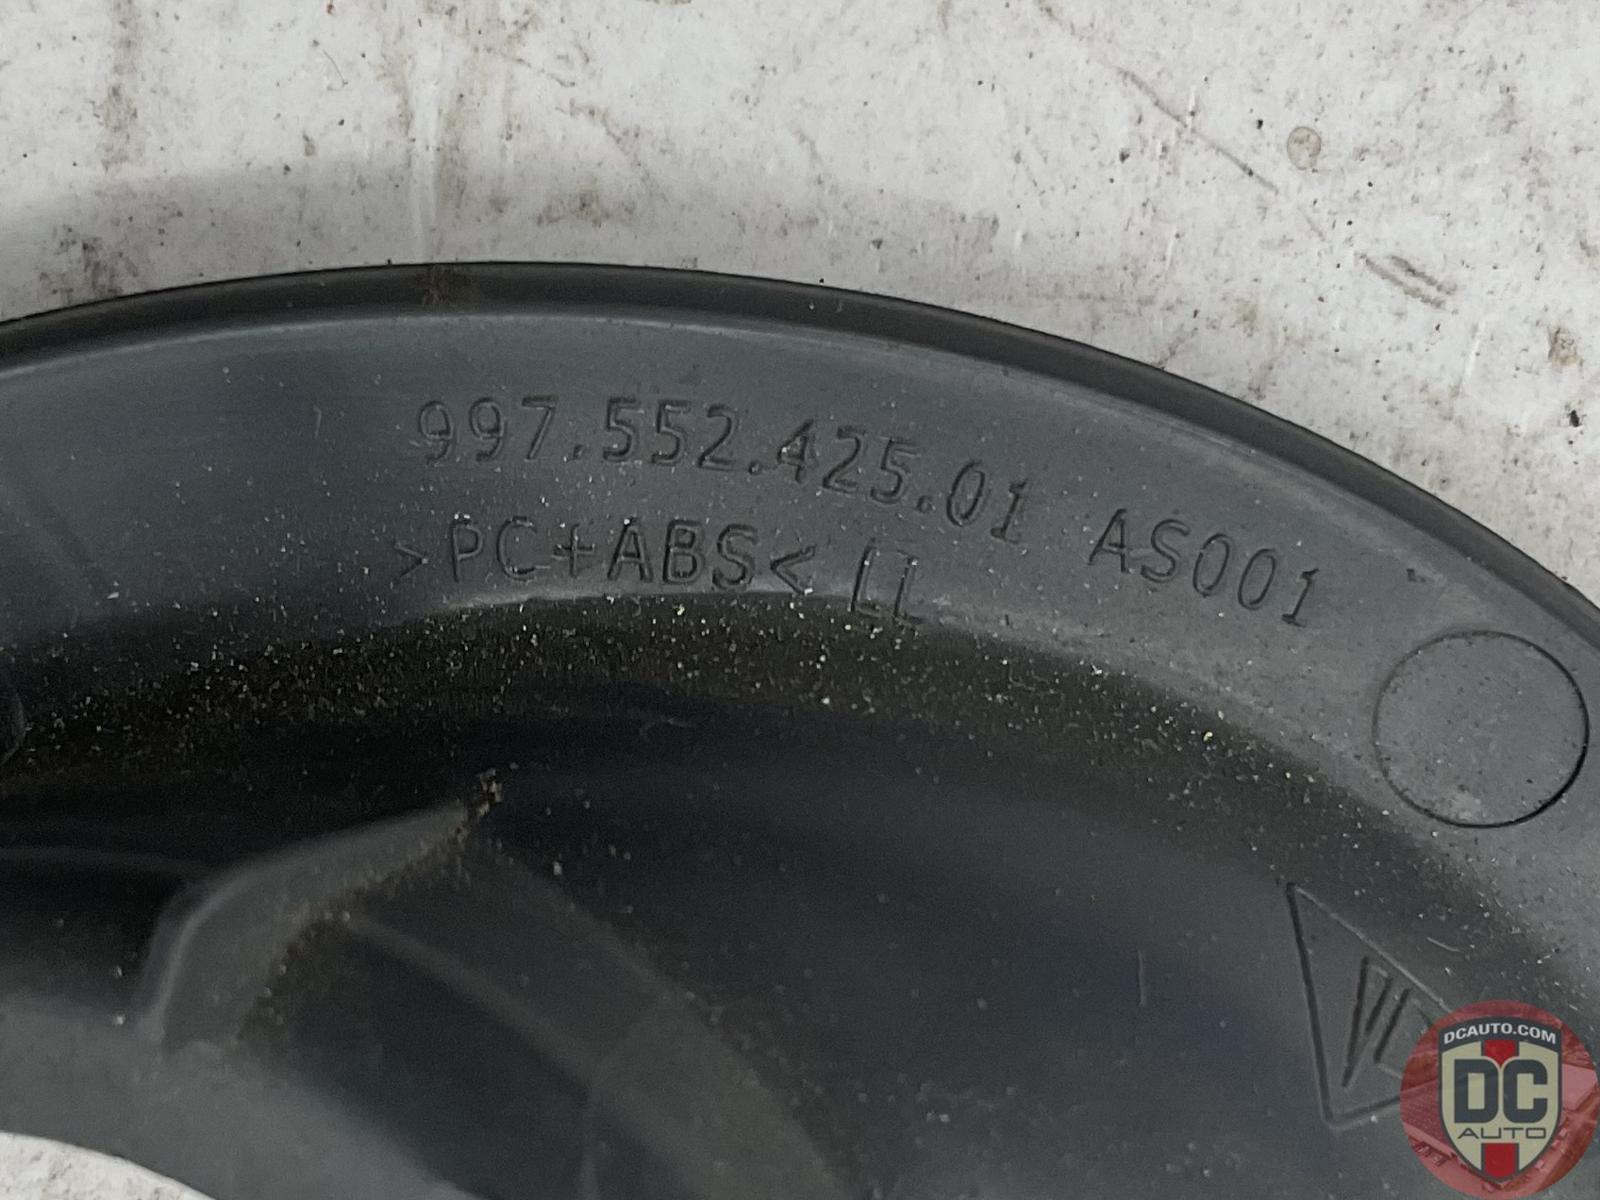 997.552.425.01 AS001
>PC+ABS< LL
DCAUTO.COM
DC
AUTO